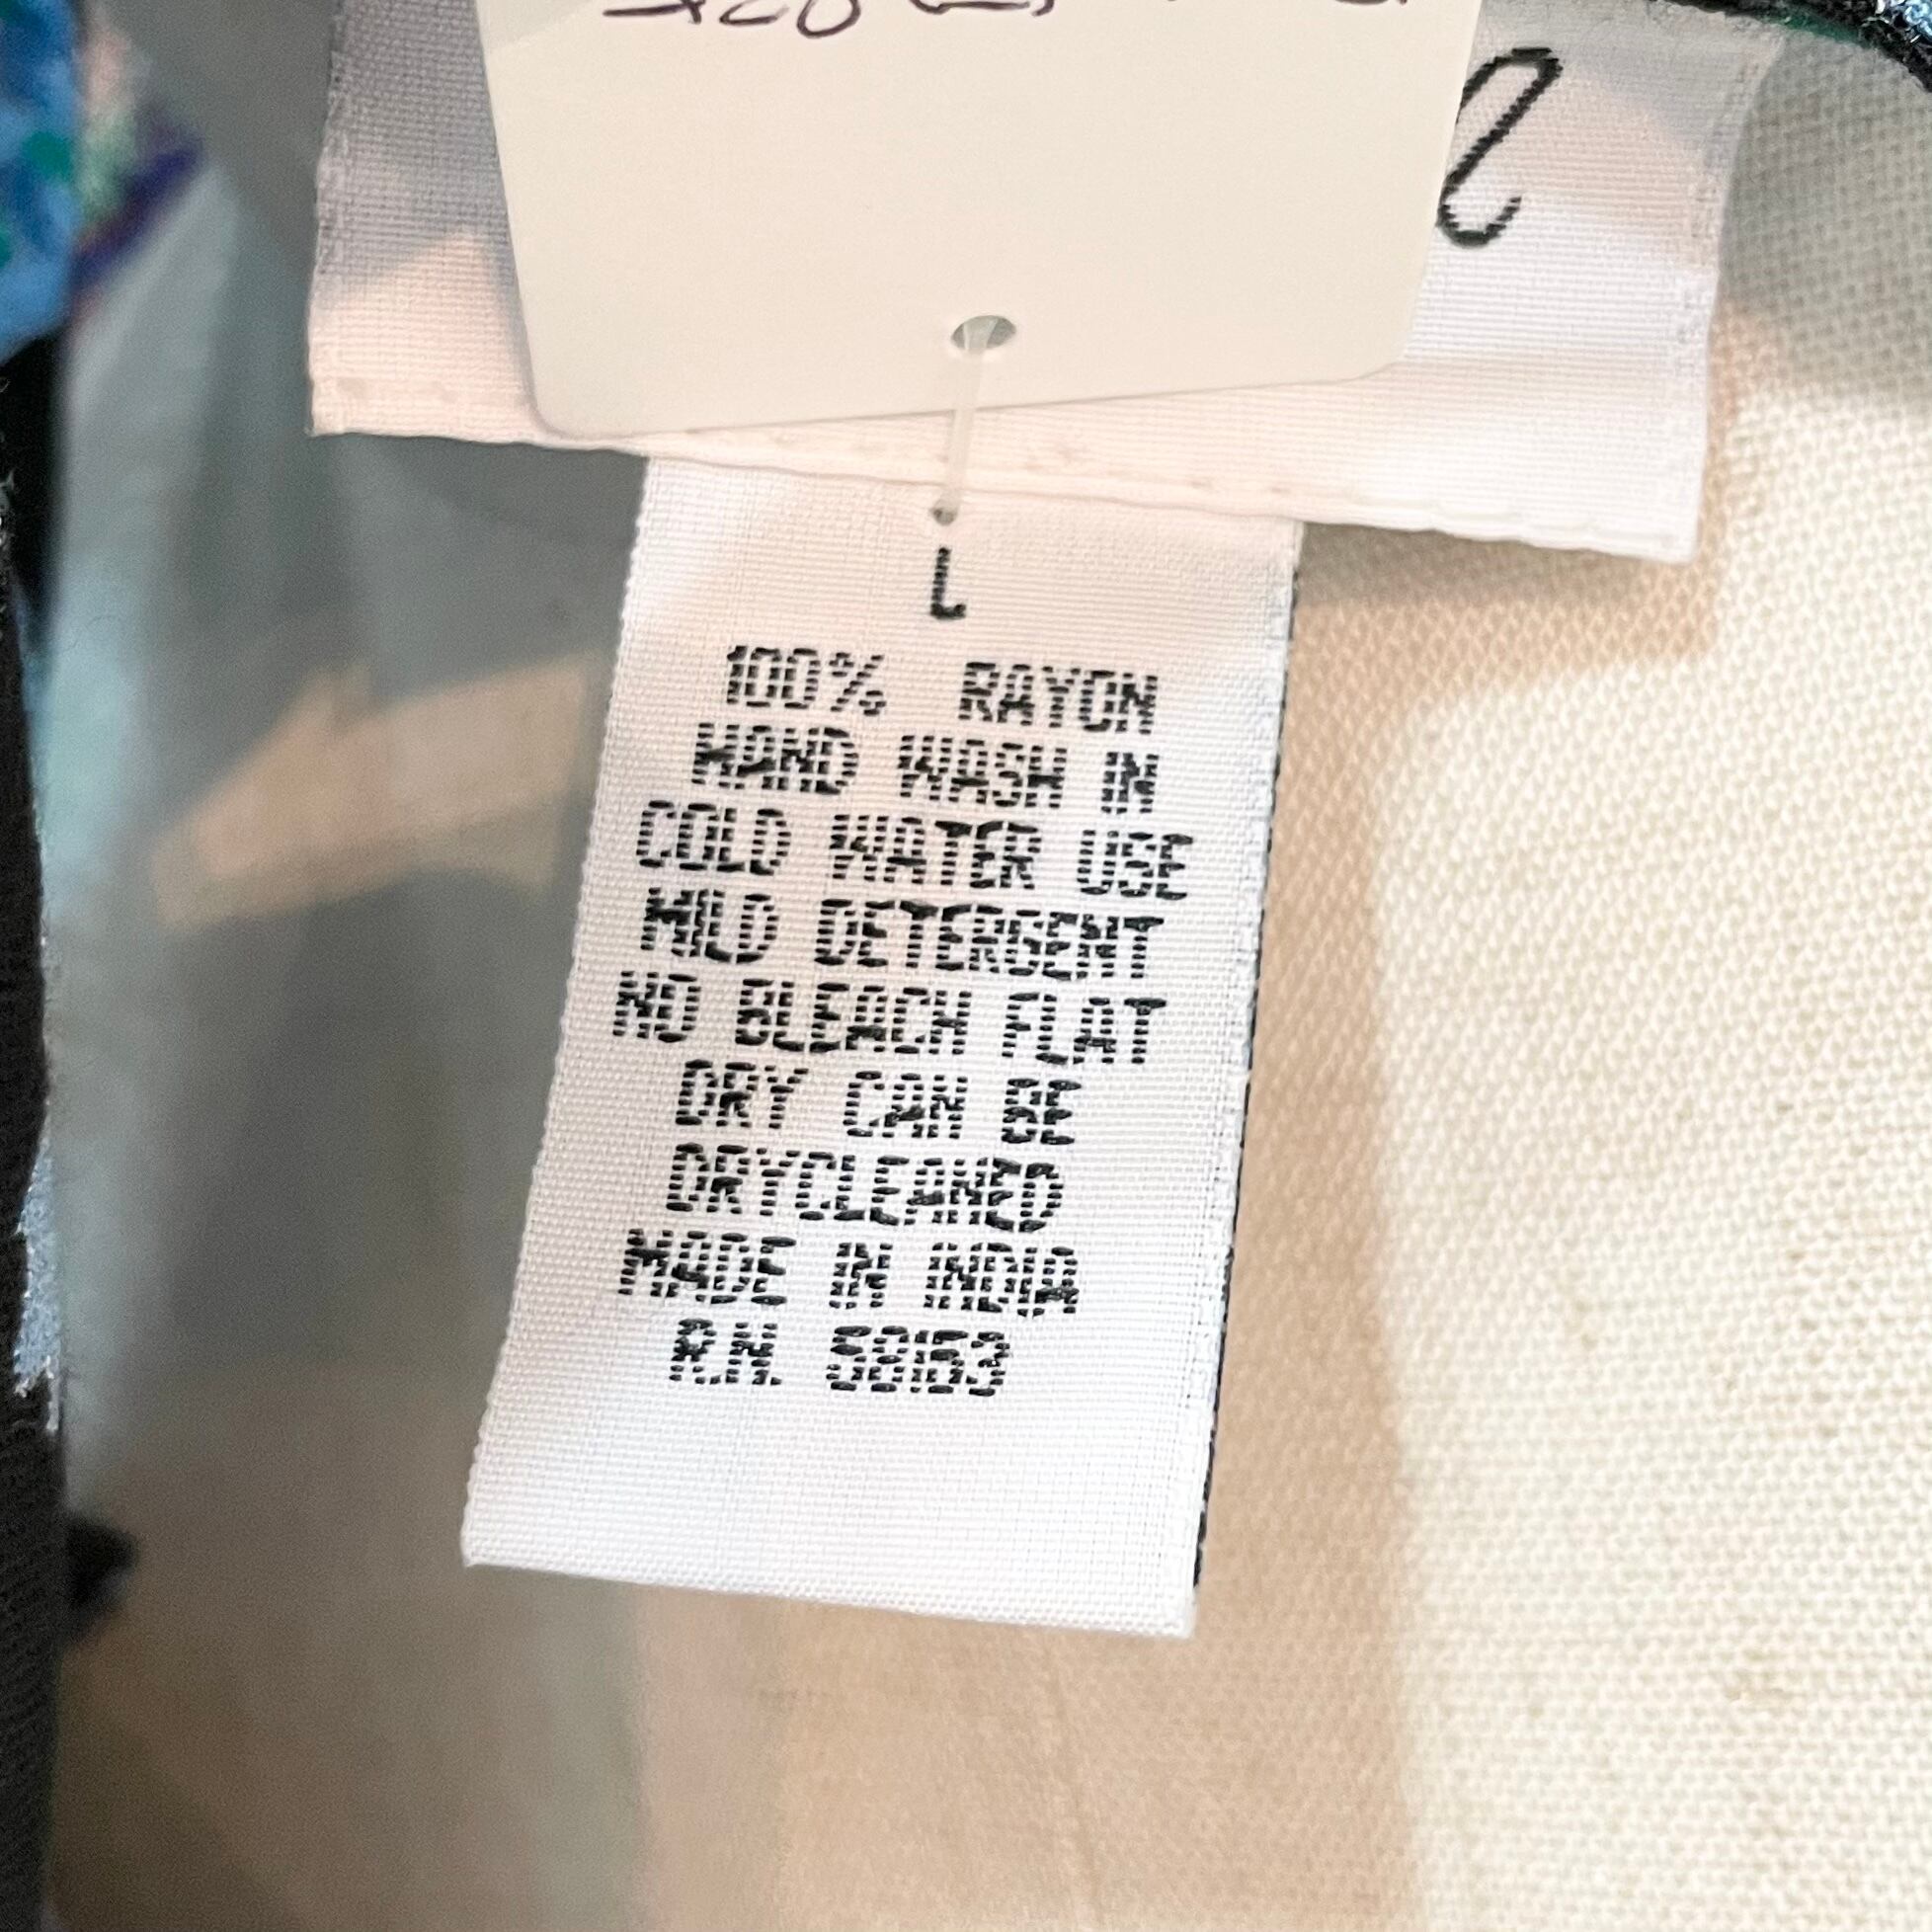 L
100% RAYON
HAND WASH IN
COLD WATER USE
MILD DETERGENT
NO BLEACH FLAT
DRY CAN BE
DRYCLEANED
MADE IN INDIA
R.N. 58153